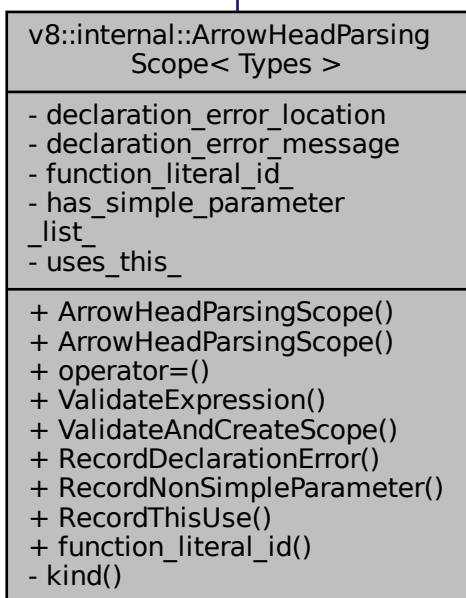 v8::internal::ArrowHeadParsing
Scope< Types >
- declaration_error_location
- declaration_error_message
- function_literal_id_
- has_simple_parameter
_list_
- uses_this_
+ ArrowHeadParsingScope()
+ ArrowHeadParsingScope()
+ operator=()
+ ValidateExpression()
+ ValidateAndCreateScope()
+ RecordDeclarationError()
+ RecordNonSimpleParameter()
+ RecordThisUse()
+ function_literal_id()
- kind()